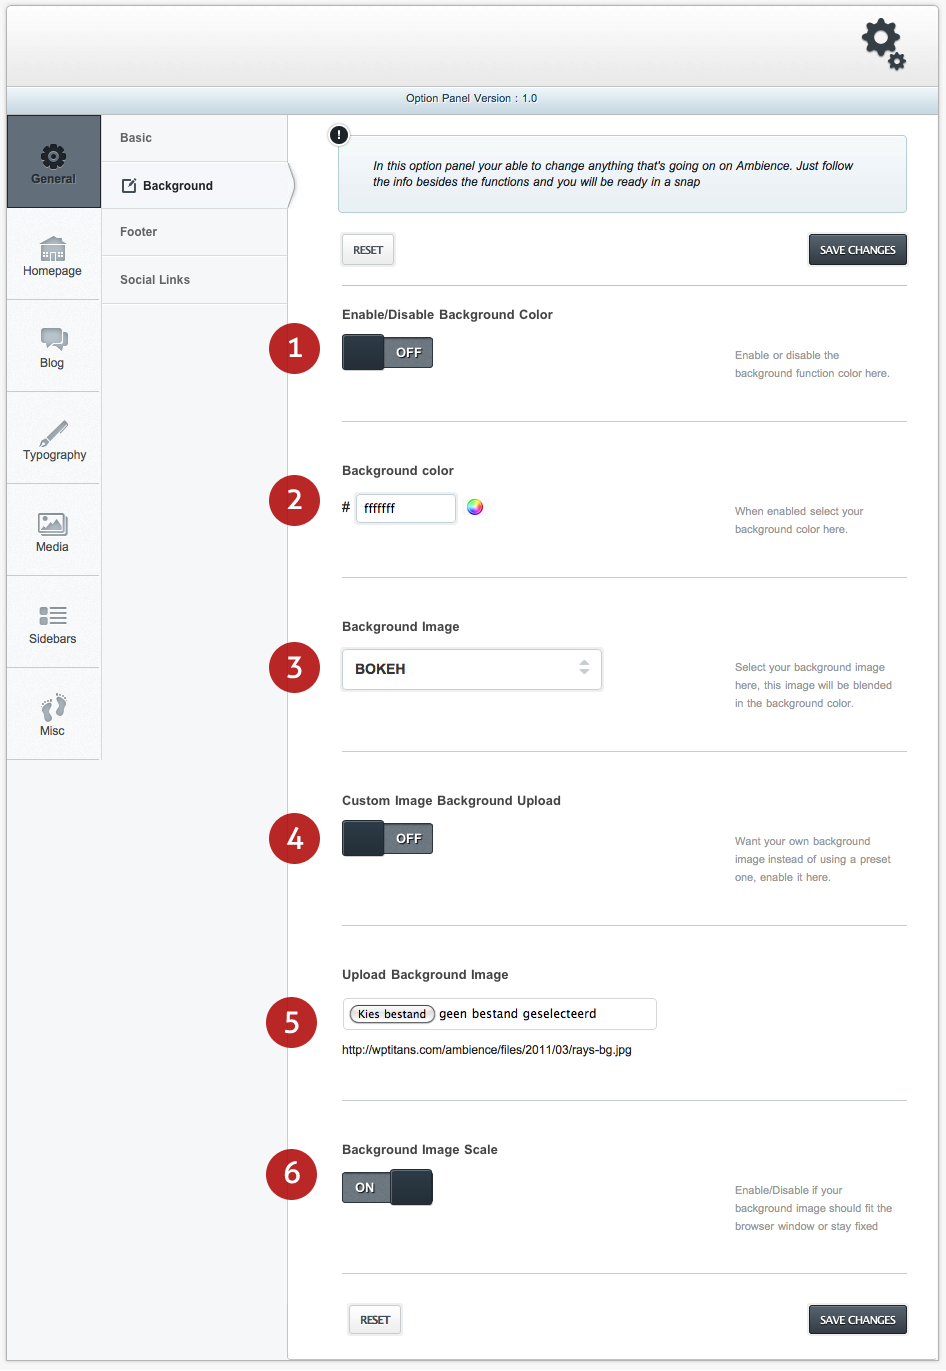 Option Panel Version : 1.0
General
Homepage
Blog
Typography
Media
Sidebars
Misc
Basic
Background
Footer
Social Links
!
In this option panel your able to change anything that's going on on Ambience. Just follow
the info besides the functions and you will be ready in a snap
RESET
SAVE CHANGES
Enable/Disable Background Color
1
OFF
Enable or disable the
background function color here.
Background color
2
# fffffff
When enabled select your
background color here.
Background Image
3
BOKEH
Select your background image
here, this image will be blended
in the background color.
Custom Image Background Upload
4
OFF
Want your own background
image instead of using a preset
one, enable it here.
Upload Background Image
5
Kies bestand geen bestand geselecteerd
http://wptitans.com/ambience/files/2011/03/rays-bg.jpg
Background Image Scale
6
ON
Enable/Disable if your
background image should fit the
browser window or stay fixed
RESET
SAVE CHANGES